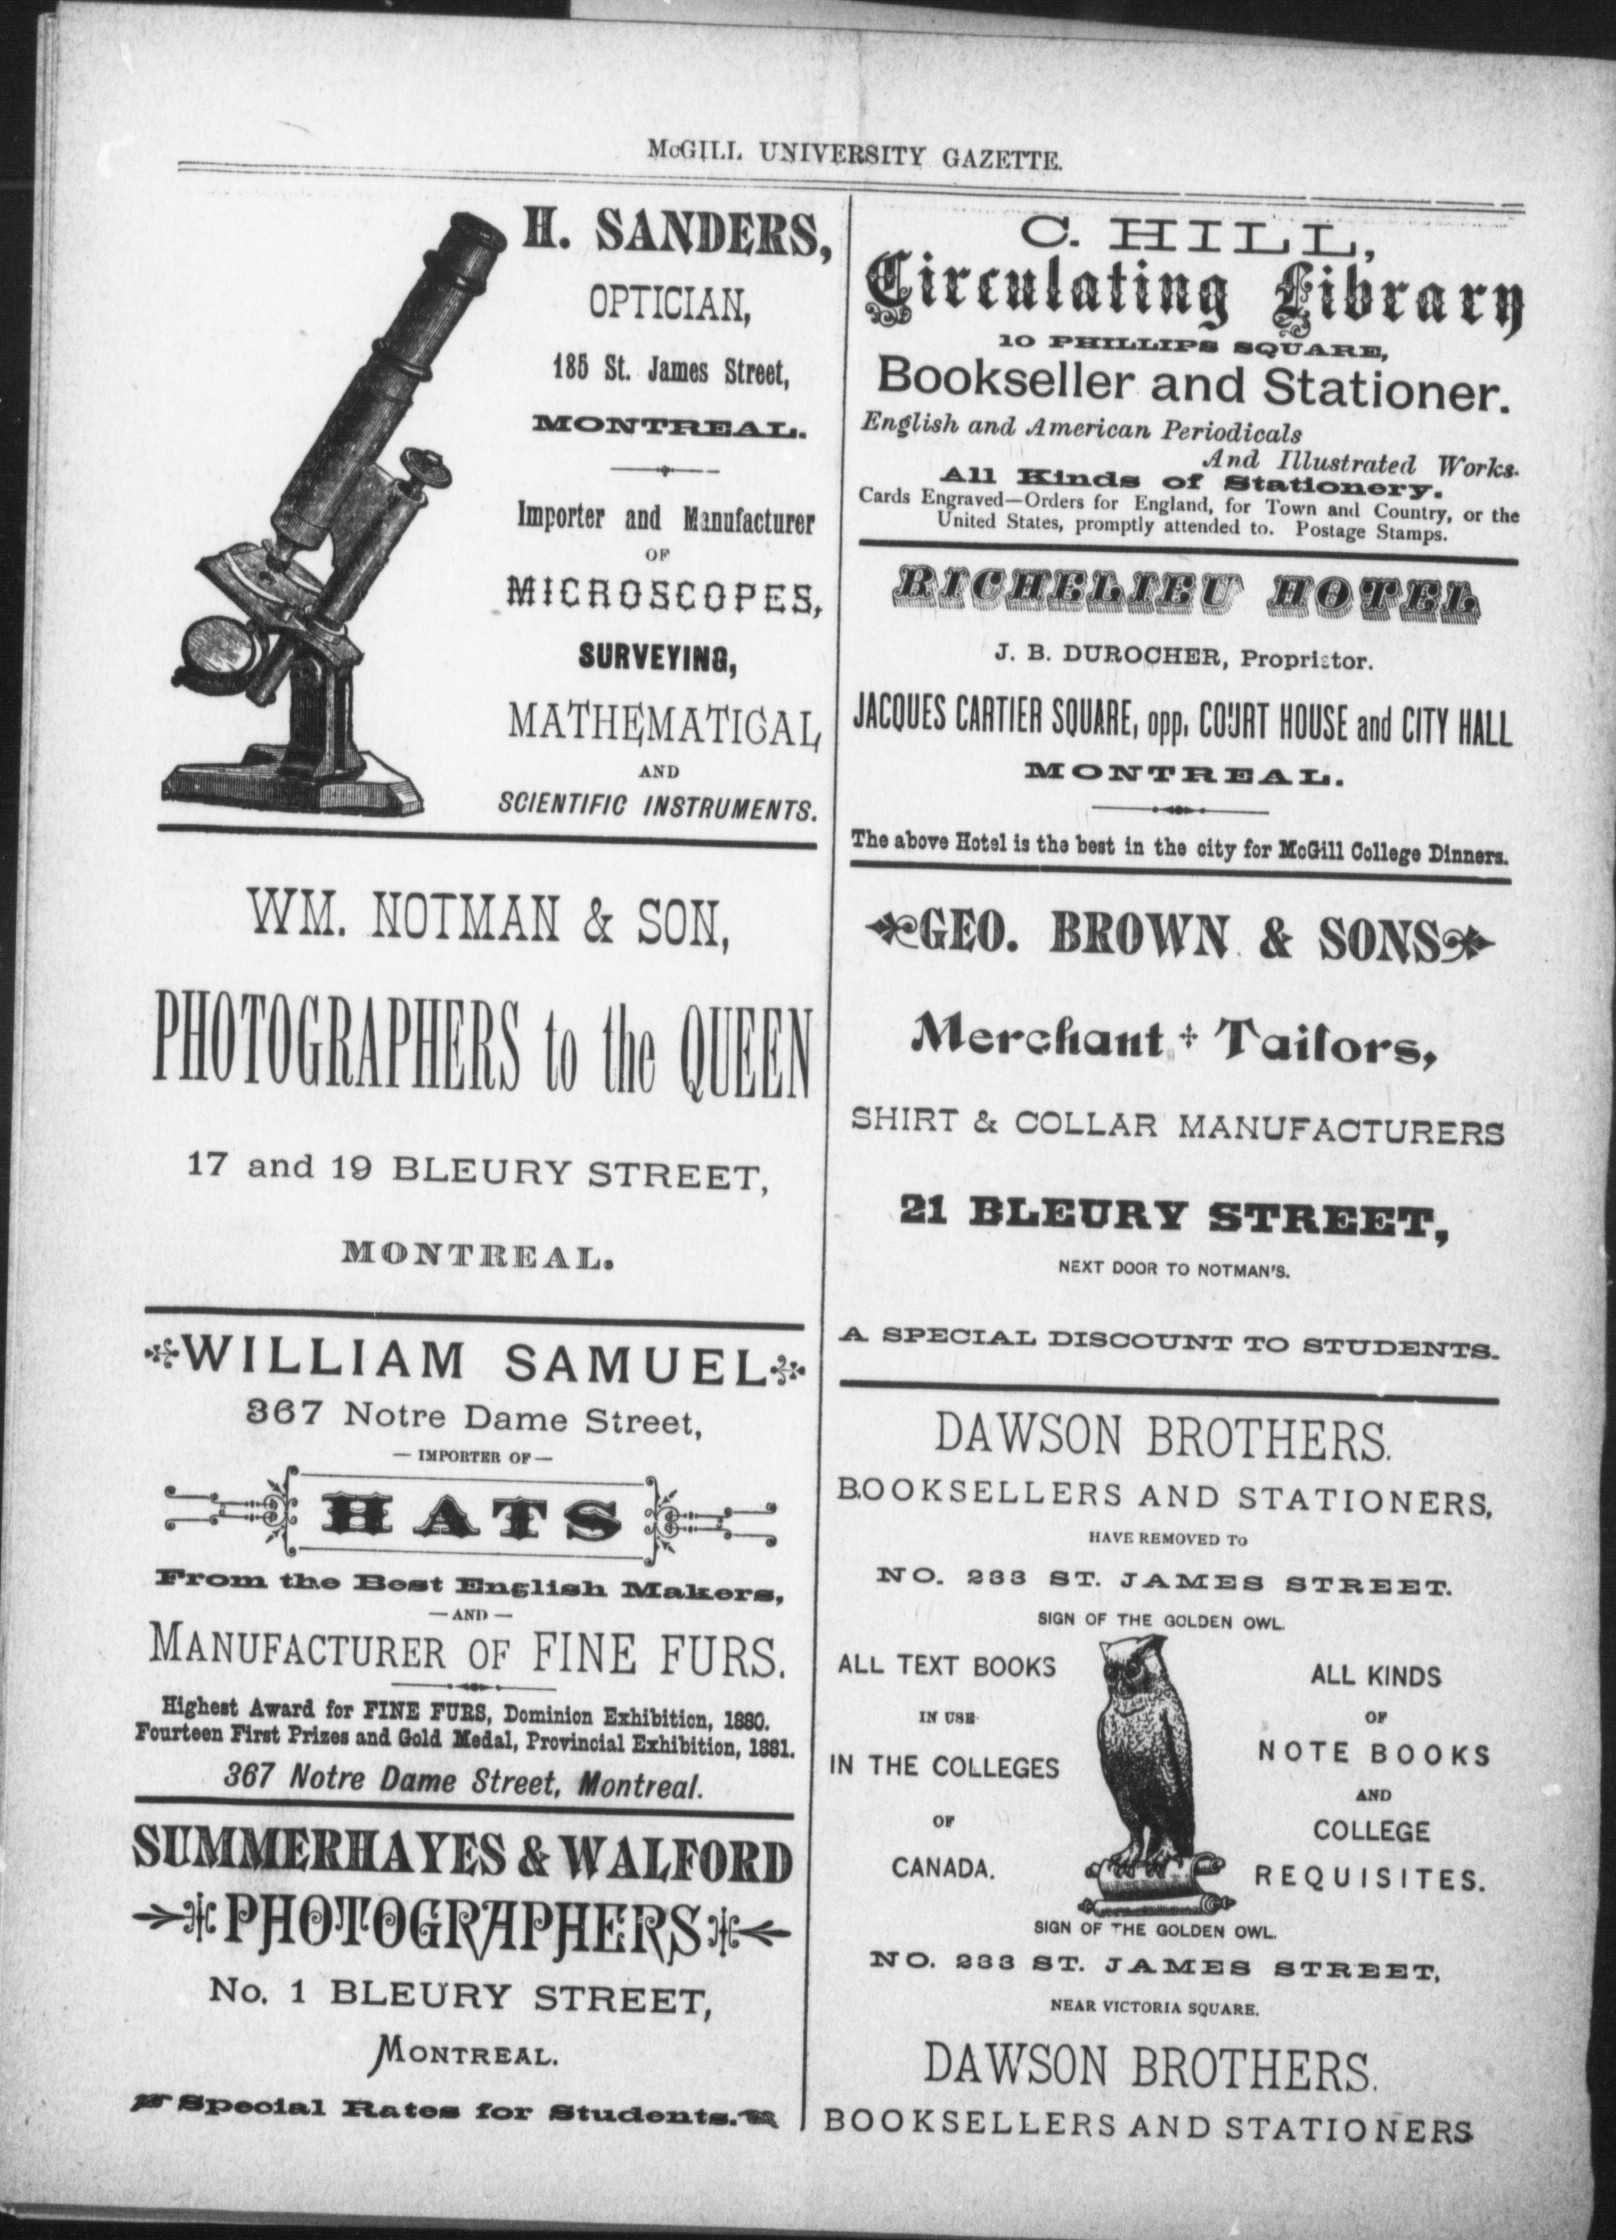 McGILL UNIVERSITY GAZETTE.
H. SANDERS,
OPTICIAN,
185 St. James Street,
MONTREAL.
Importer and Manufacturer
OF
MICROSCOPES,
SURVEYING,
MATHEMATICAL
AND
SCIENTIFIC INSTRUMENTS.
WM. NOTMAN & SON,
PHOTOGRAPHERS to the QUEEN
17 and 19 BLEURY STREET,
MONTREAL.
WILLIAM SAMUEL
367 Notre Dame Street,
— IMPORTER OF —
HATS
From the Best English Makers,
— AND —
MANUFACTURER OF FINE FURS.
Highest Award for FINE FURS, Dominion Exhibition, 1880.
Fourteen First Prizes and Gold Medal, Provincial Exhibition, 1881.
367 Notre Dame Street, Montreal.
SUMMERHAYES & WALFORD
PHOTOGRAPHERS
No. 1 BLEURY STREET,
MONTREAL.
Special Rates for Students.
C. HILL,
Circulating Library
10 PHILLIPS SQUARE,
Bookseller and Stationer.
English and American Periodicals
And Illustrated Works.
All Kinds of Stationery.
Cards Engraved—Orders for England, for Town and Country, or the
United States, promptly attended to. Postage Stamps.
RICHELIEU HOTEL
J. B. DUROCHER, Proprietor.
JACQUES CARTIER SQUARE, opp. COURT HOUSE and CITY HALL
MONTREAL.
The above Hotel is the best in the city for McGill College Dinners.
GEO. BROWN & SONS
Merchant Tailors,
SHIRT & COLLAR MANUFACTURERS
21 BLEURY STREET,
NEXT DOOR TO NOTMAN'S.
A SPECIAL DISCOUNT TO STUDENTS.
DAWSON BROTHERS.
BOOKSELLERS AND STATIONERS,
HAVE REMOVED TO
NO. 233 ST. JAMES STREET.
SIGN OF THE GOLDEN OWL.
ALL TEXT BOOKS
IN USE
IN THE COLLEGES
OF
CANADA.
ALL KINDS
OF
NOTE BOOKS
AND
COLLEGE
REQUISITES.
SIGN OF THE GOLDEN OWL.
NO. 233 ST. JAMES STREET,
NEAR VICTORIA SQUARE.
DAWSON BROTHERS.
BOOKSELLERS AND STATIONERS